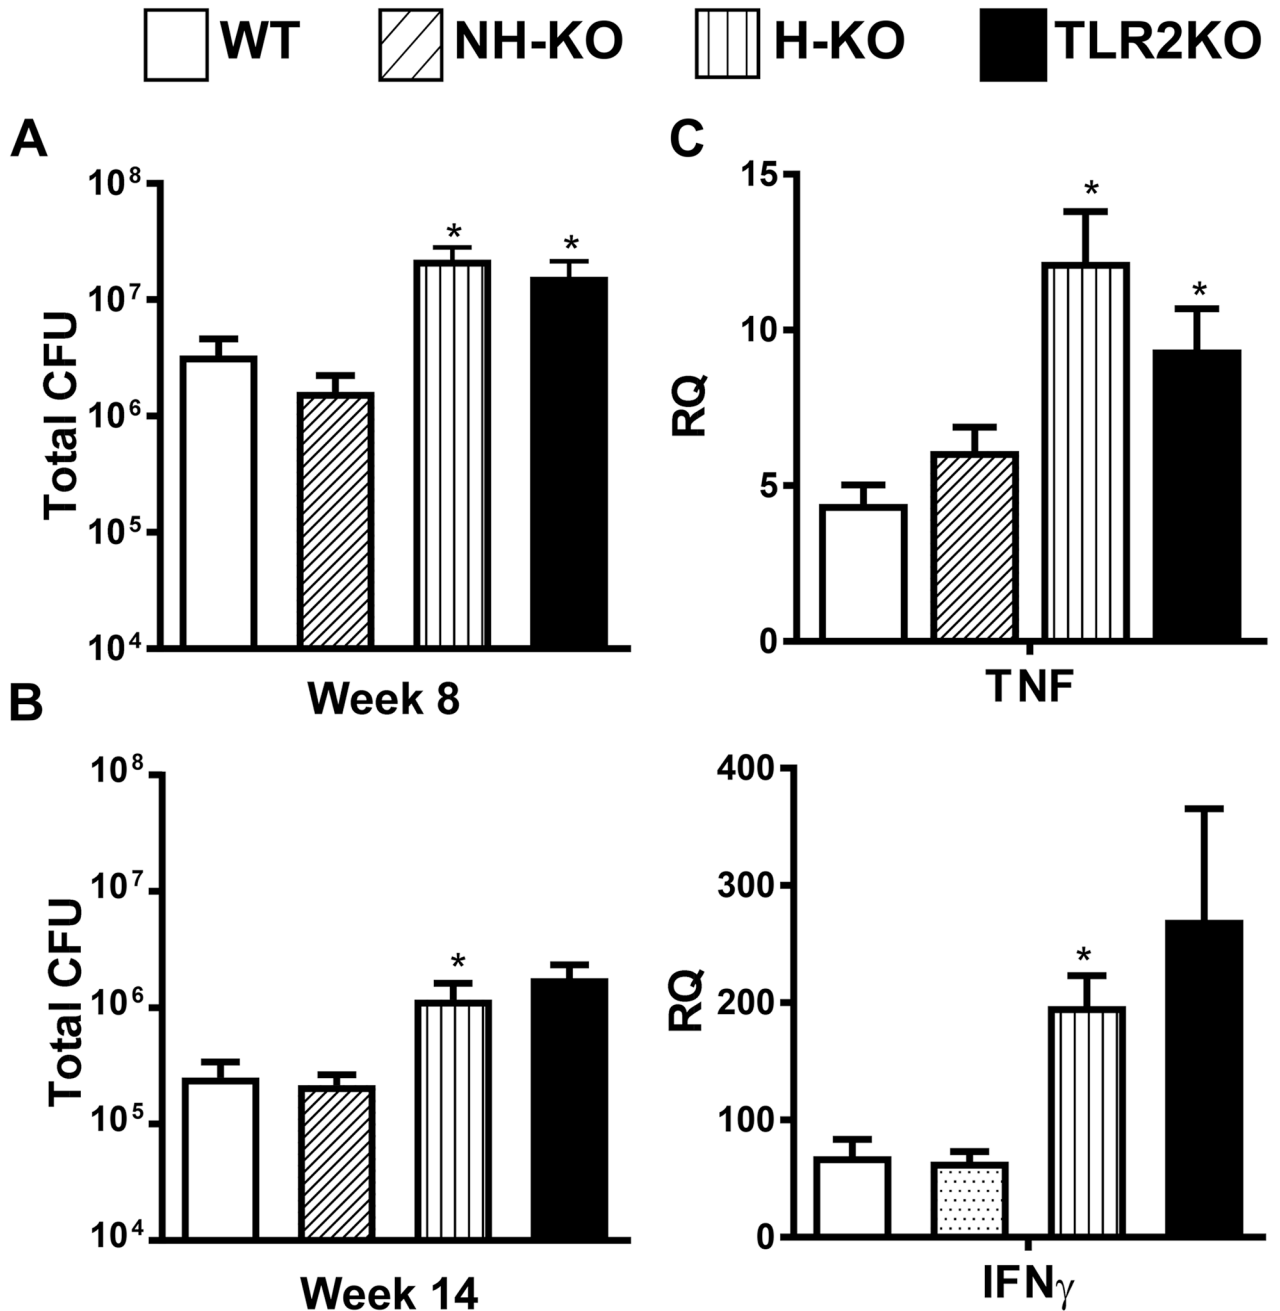 WT NH-KO H-KO TLR2KO
A
10⁸
10⁷
10⁶
10⁵
10⁴
Total CFU
* *
Week 8
B
10⁸
10⁷
10⁶
10⁵
10⁴
Total CFU
*
Week 14
C
15
10
5
0
RQ
* *
TNF
400
300
200
100
0
RQ
*
IFNγ